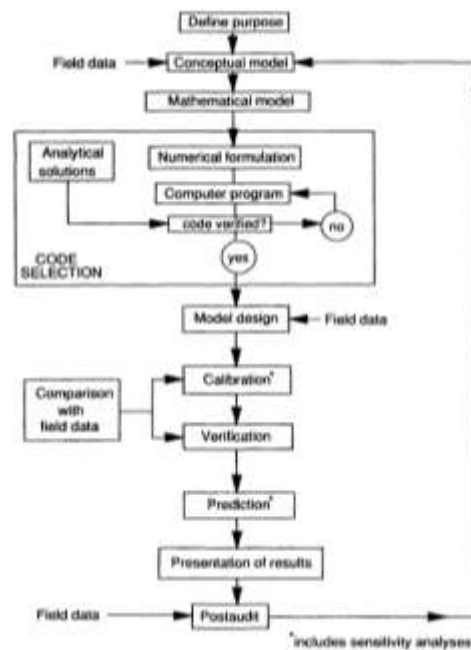 Define purpose
Field data
Conceptual model
Mathematical model
Analytical
solutions
Numerical formulation
Computer program
code verified?
no
yes
CODE
SELECTION
Model design
Field data
Calibration*
Comparison
with
field data
Verification
Prediction*
Presentation of results
Field data
Postaudit
*includes sensitivity analyses